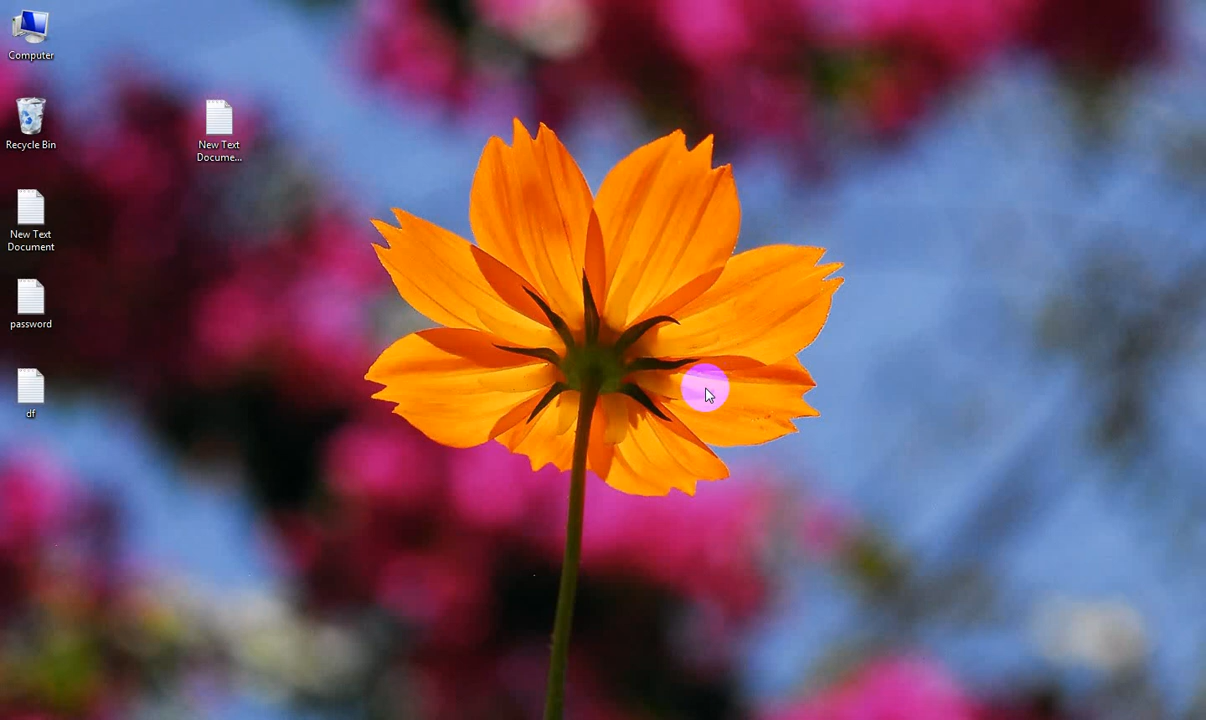 Computer
Recycle Bin
New Text
Docume...
New Text
Document
password
df